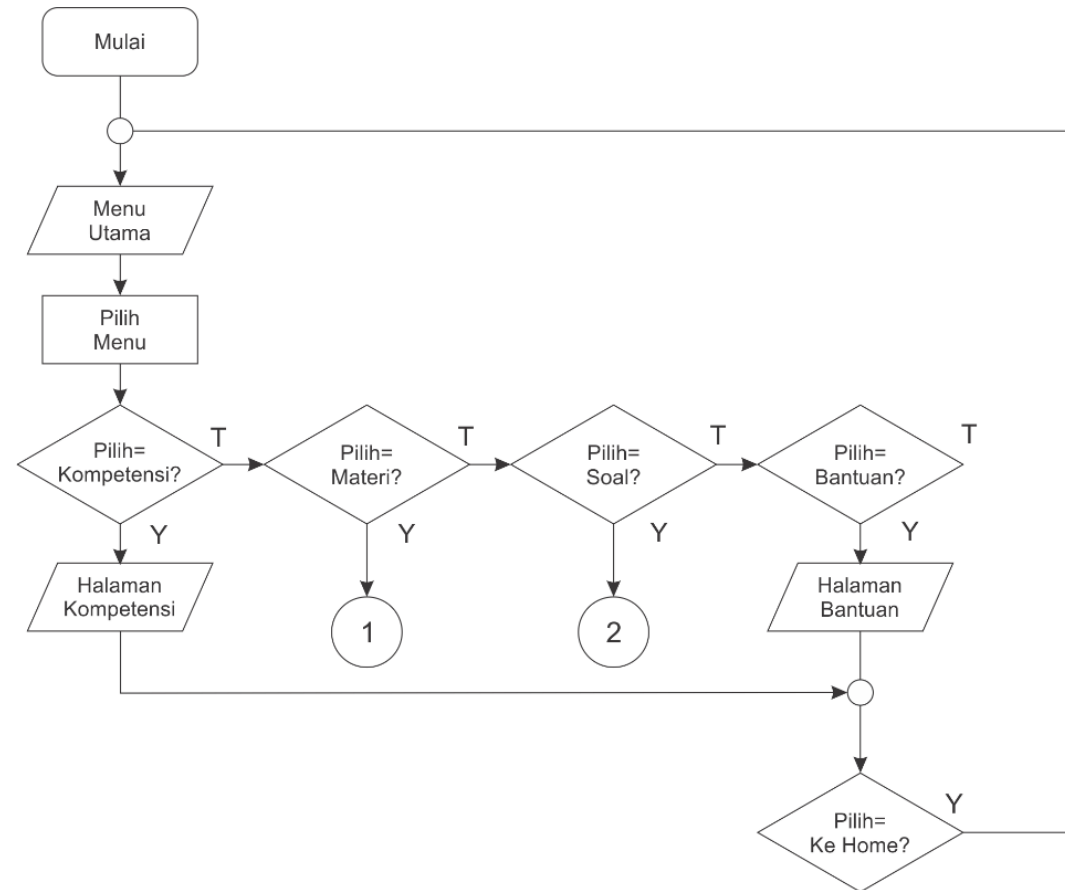 Mulai
Menu
Utama
Pilih
Menu
Pilih=
Kompetensi?
T
Y
Pilih=
Materi?
T
Y
Pilih=
Soal?
T
Y
Pilih=
Bantuan?
T
Y
Halaman
Kompetensi
1
2
Halaman
Bantuan
Pilih=
Ke Home?
Y